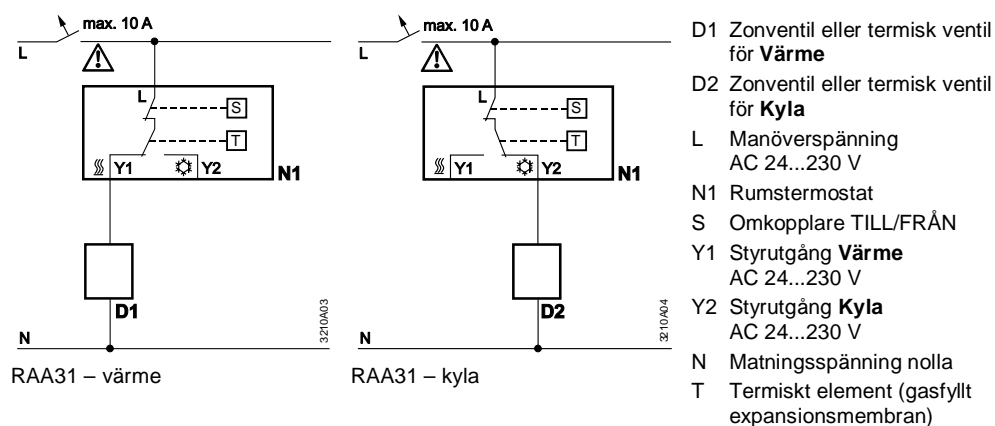 max. 10 A
L
L
S
T
Y1
Y2
N1
D1
N
3210A03
RAA31 – värme
max. 10 A
L
L
S
T
Y1
Y2
N1
D2
N
3210A04
RAA31 – kyla
D1 Zonventil eller termisk ventil
för Värme
D2 Zonventil eller termisk ventil
för Kyla
L Manöverspänning
AC 24...230 V
N1 Rumstermostat
S Omkopplare TILL/FRÅN
Y1 Styrutgång Värme
AC 24...230 V
Y2 Styrutgång Kyla
AC 24...230 V
N Matningsspänning nolla
T Termiskt element (gasfyllt
expansionsmembran)